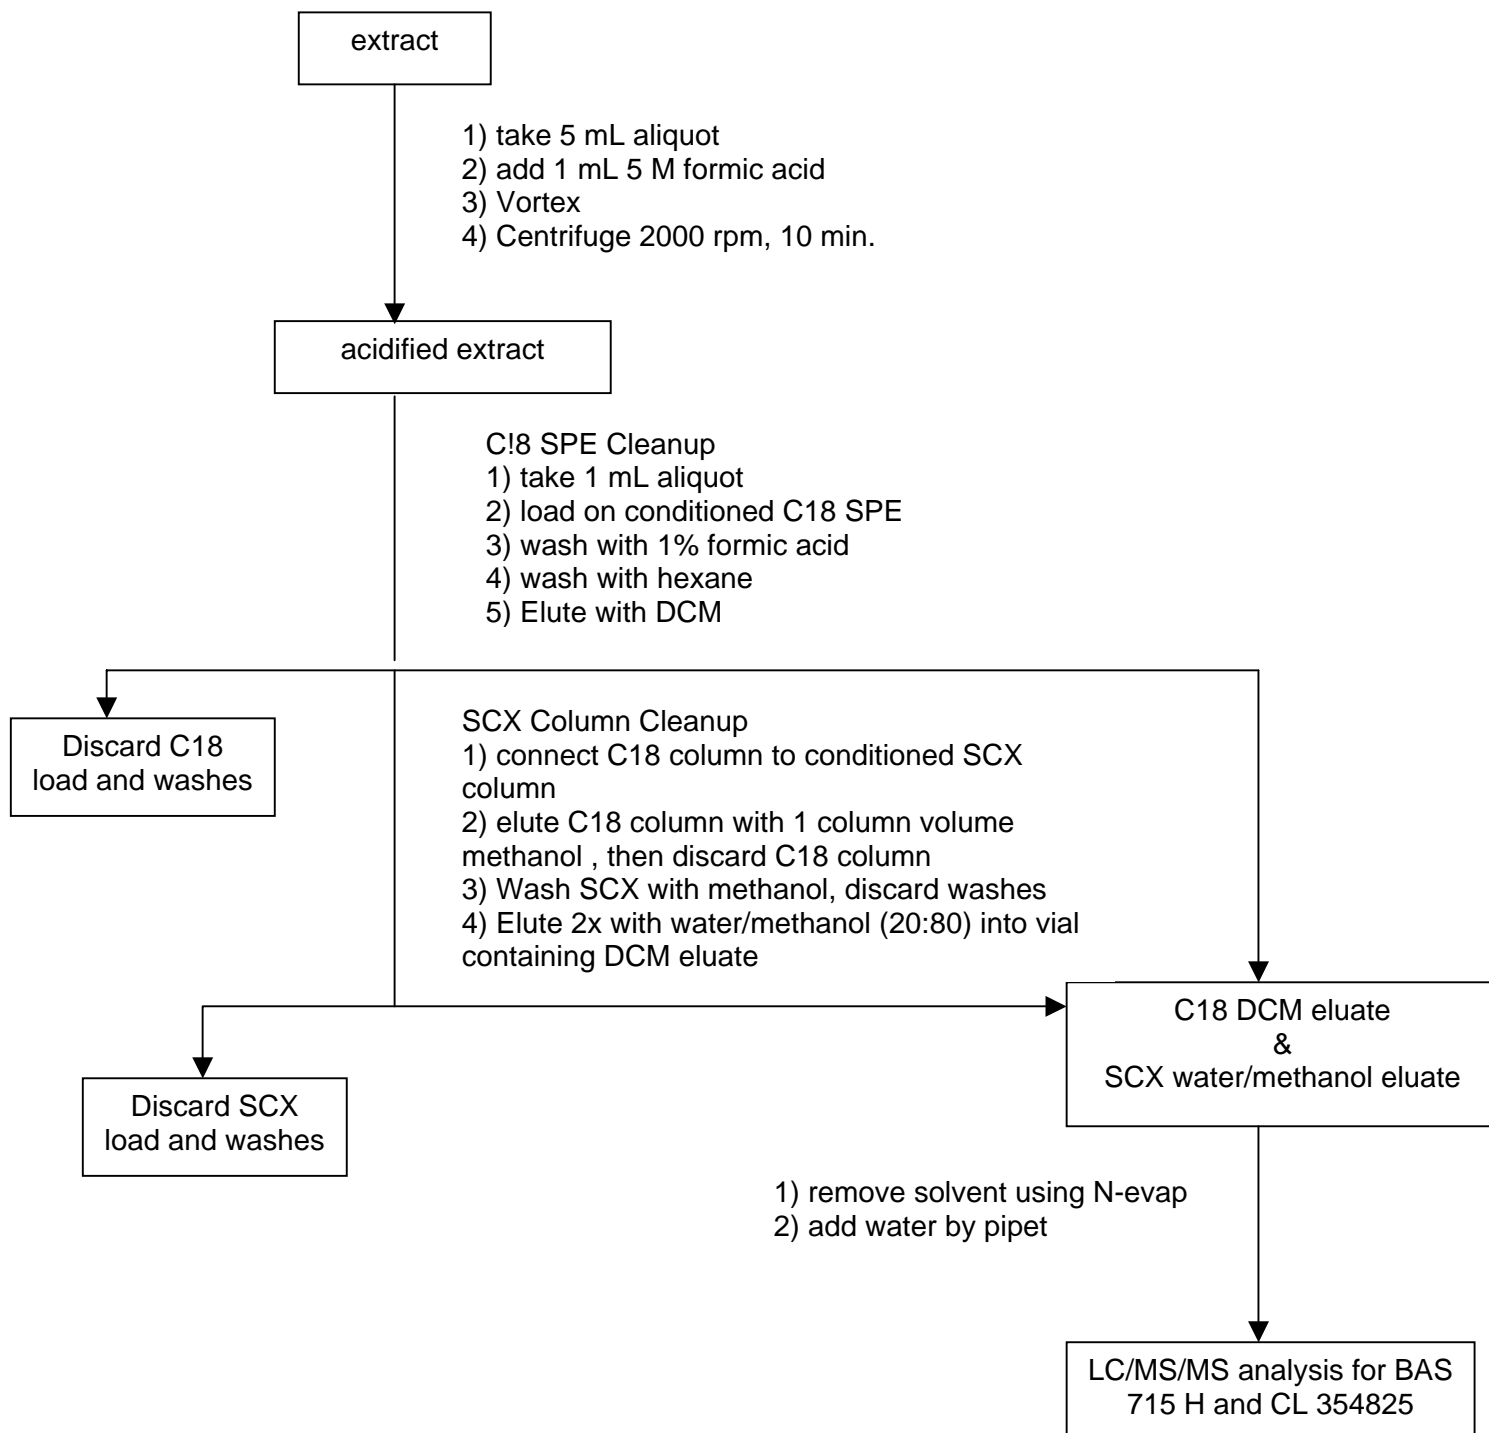 extract
1) take 5 mL aliquot
2) add 1 mL 5 M formic acid
3) Vortex
4) Centrifuge 2000 rpm, 10 min.
acidified extract
C!8 SPE Cleanup
1) take 1 mL aliquot
2) load on conditioned C18 SPE
3) wash with 1% formic acid
4) wash with hexane
5) Elute with DCM
Discard C18
load and washes
SCX Column Cleanup
1) connect C18 column to conditioned SCX
column
2) elute C18 column with 1 column volume
methanol , then discard C18 column
3) Wash SCX with methanol, discard washes
4) Elute 2x with water/methanol (20:80) into vial
containing DCM eluate
C18 DCM eluate
&
SCX water/methanol eluate
Discard SCX
load and washes
1) remove solvent using N-evap
2) add water by pipet
LC/MS/MS analysis for BAS
715 H and CL 354825